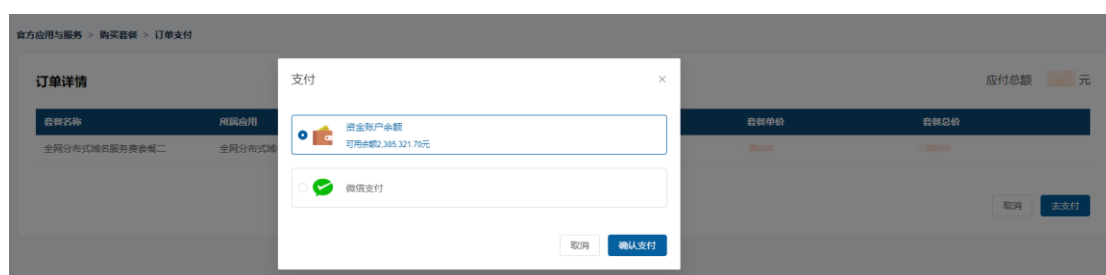 官方应用与服务 > 购买套餐 > 订单支付
订单详情
应付总额 元
支付 ×
套餐名称 所属应用 套餐单价 套餐总价
全网分布式域名服务费套餐二 全网分布式域
资金账户余额
可用余额2,385,321.70元
微信支付
取消 去支付
取消 确认支付